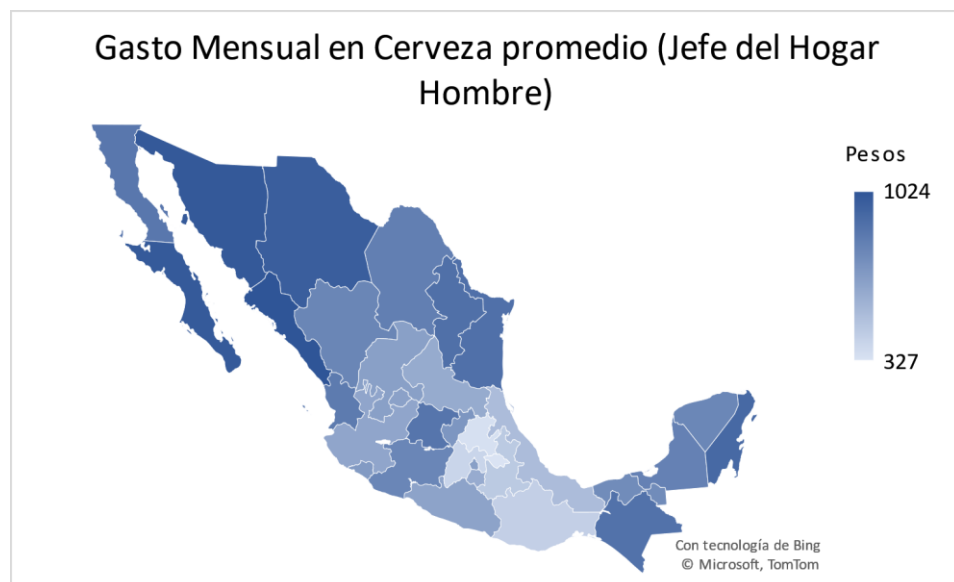 Gasto Mensual en Cerveza promedio (Jefe del Hogar
Hombre)
Pesos
1024
327
Con tecnología de Bing
© Microsoft, TomTom